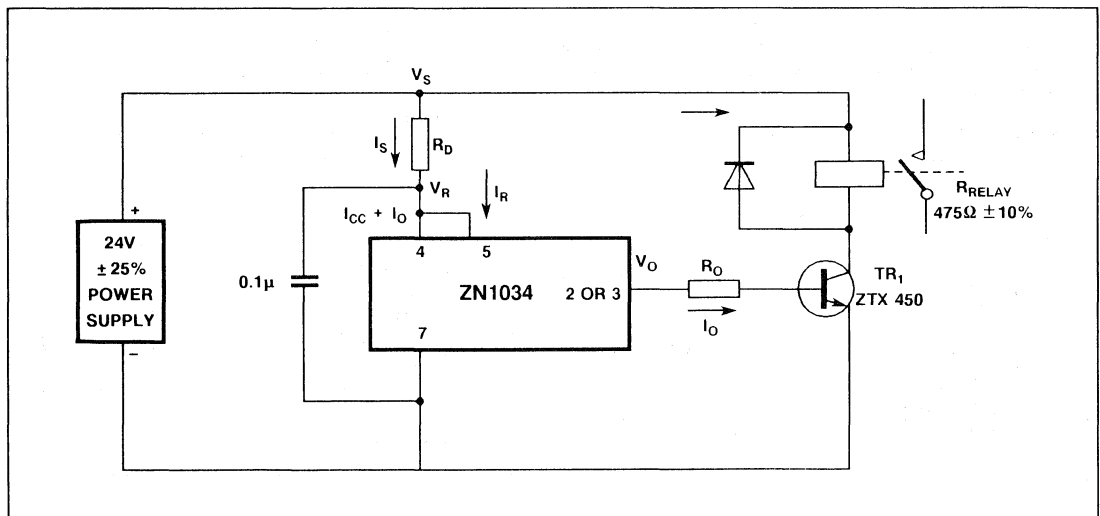 V_S
I_S
R_D
V_R
I_R
I_CC + I_O
+
24V
± 25%
POWER
SUPPLY
–
0.1μ
4
5
ZN1034
2 OR 3
7
V_O
R_O
I_O
TR_1
ZTX 450
R_RELAY
475Ω ±10%